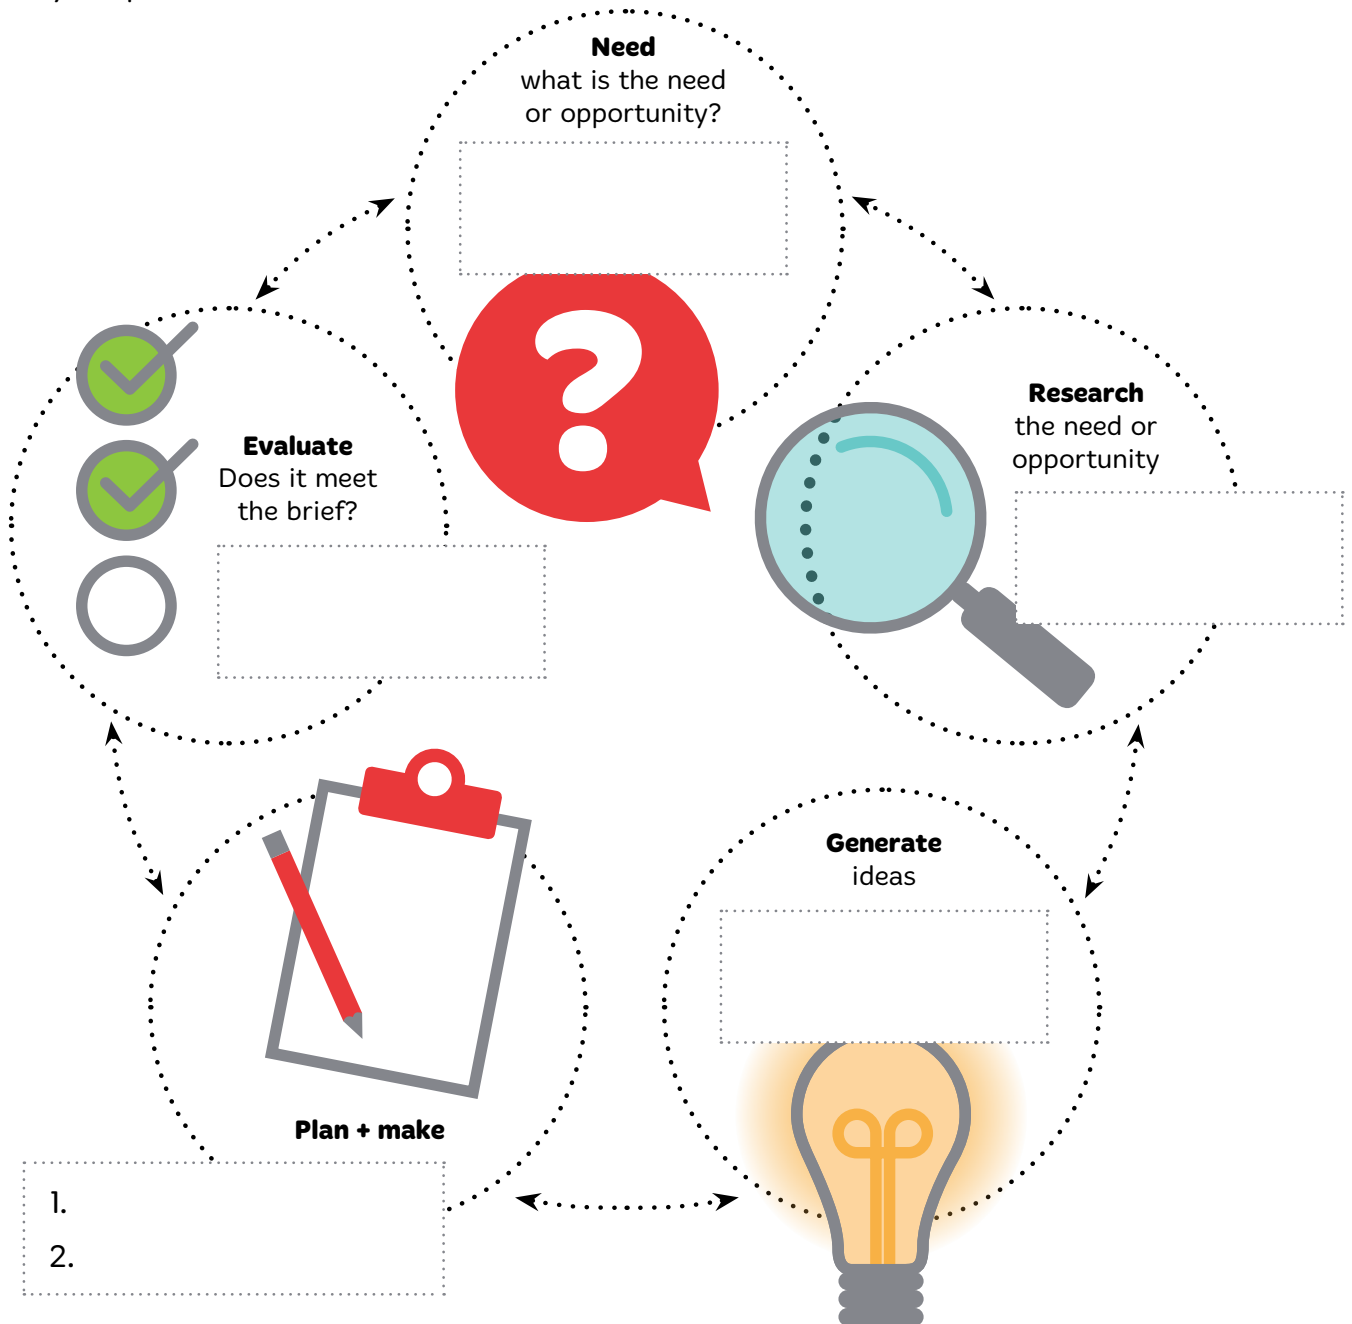 Need
what is the need
or opportunity?
Research
the need or
opportunity
Evaluate
Does it meet
the brief?
Generate
ideas
Plan + make
1.
2.